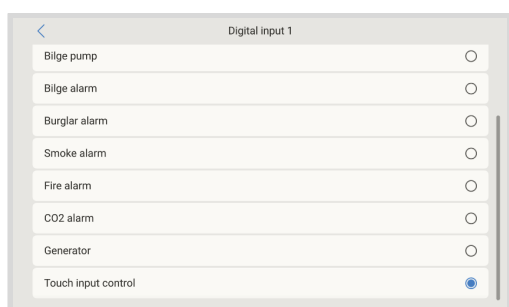 Digital input 1
Bilge pump
Bilge alarm
Burglar alarm
Smoke alarm
Fire alarm
CO2 alarm
Generator
Touch input control